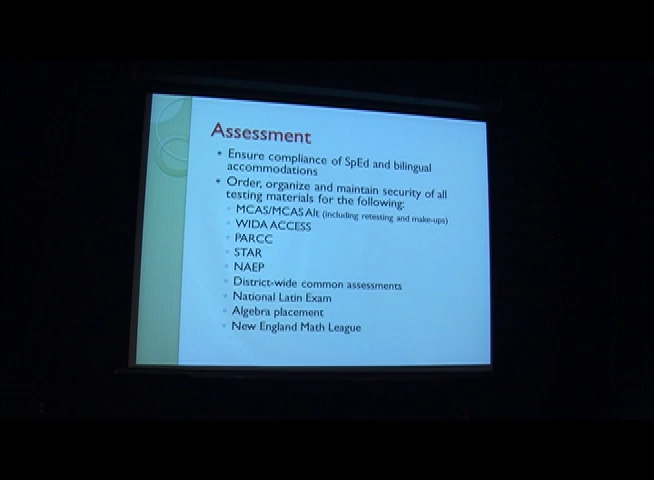 Assessment
• Ensure compliance of SpEd and bilingual
accommodations
• Order, organize and maintain security of all
testing materials for the following:
◦ MCAS/MCAS Alt (including retesting and make-ups)
◦ WIDA ACCESS
◦ PARCC
◦ STAR
◦ NAEP
◦ District-wide common assessments
◦ National Latin Exam
◦ Algebra placement
◦ New England Math League